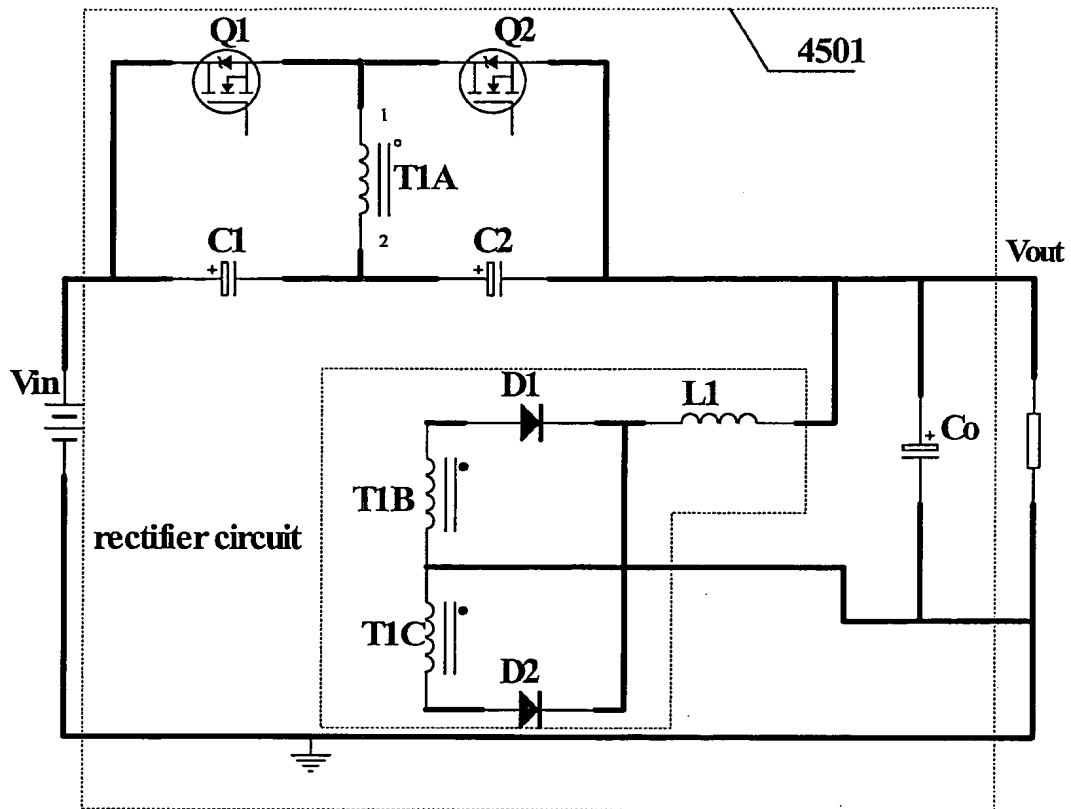 Q1
Q2
4501
1
T1A
2
C1
C2
+
+
Vout
Vin
D1
L1
+
Co
T1B
rectifier circuit
T1C
D2